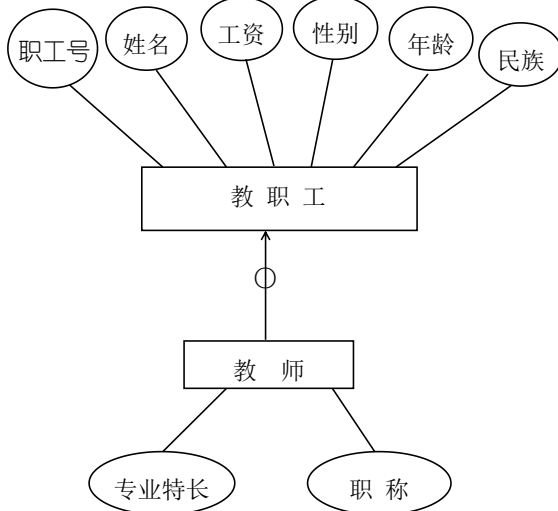 职工号 姓名 工资 性别 年龄 民族
教 职 工
教 师
专业特长 职 称